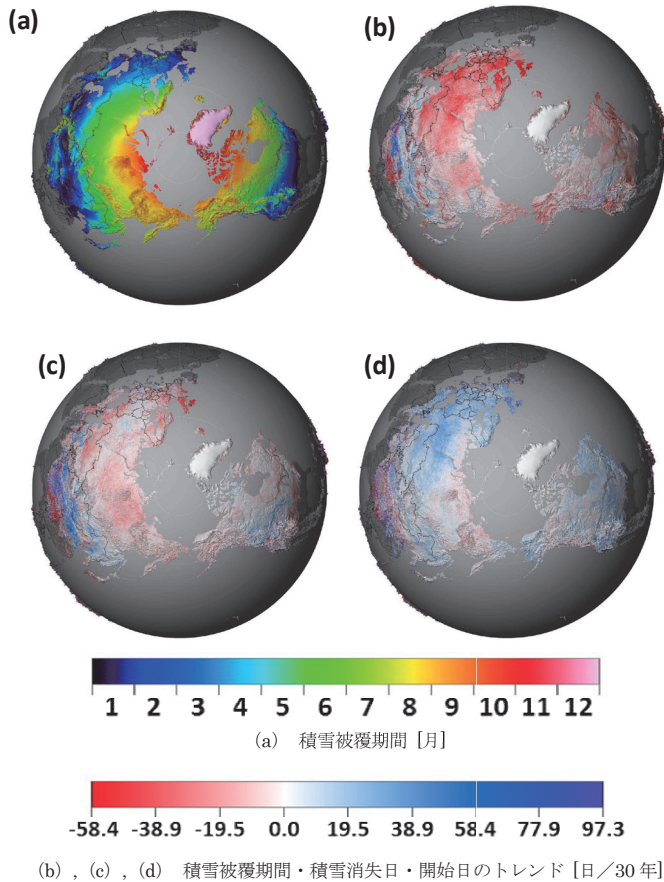 (a)
(b)
(c)
(d)
1 2 3 4 5 6 7 8 9 10 11 12
(a) 積雪被覆期間 [月]
-58.4 -38.9 -19.5 0.0 19.5 38.9 58.4 77.9 97.3
(b) , (c) , (d) 積雪被覆期間・積雪消失日・開始日のトレンド [日／30 年]